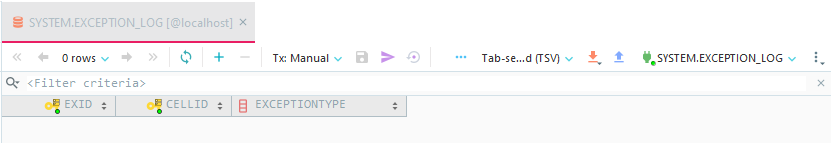 SYSTEM.EXCEPTION_LOG [@localhost]
0 rows Tx: Manual Tab-se...d (TSV) SYSTEM.EXCEPTION_LOG
<Filter criteria>
EXID CELLID EXCEPTIONTYPE